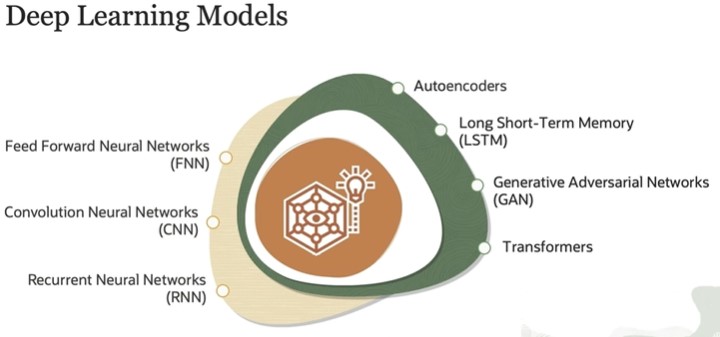 Deep Learning Models
Feed Forward Neural Networks
(FNN)
Convolution Neural Networks
(CNN)
Recurrent Neural Networks
(RNN)
Autoencoders
Long Short-Term Memory
(LSTM)
Generative Adversarial Networks
(GAN)
Transformers